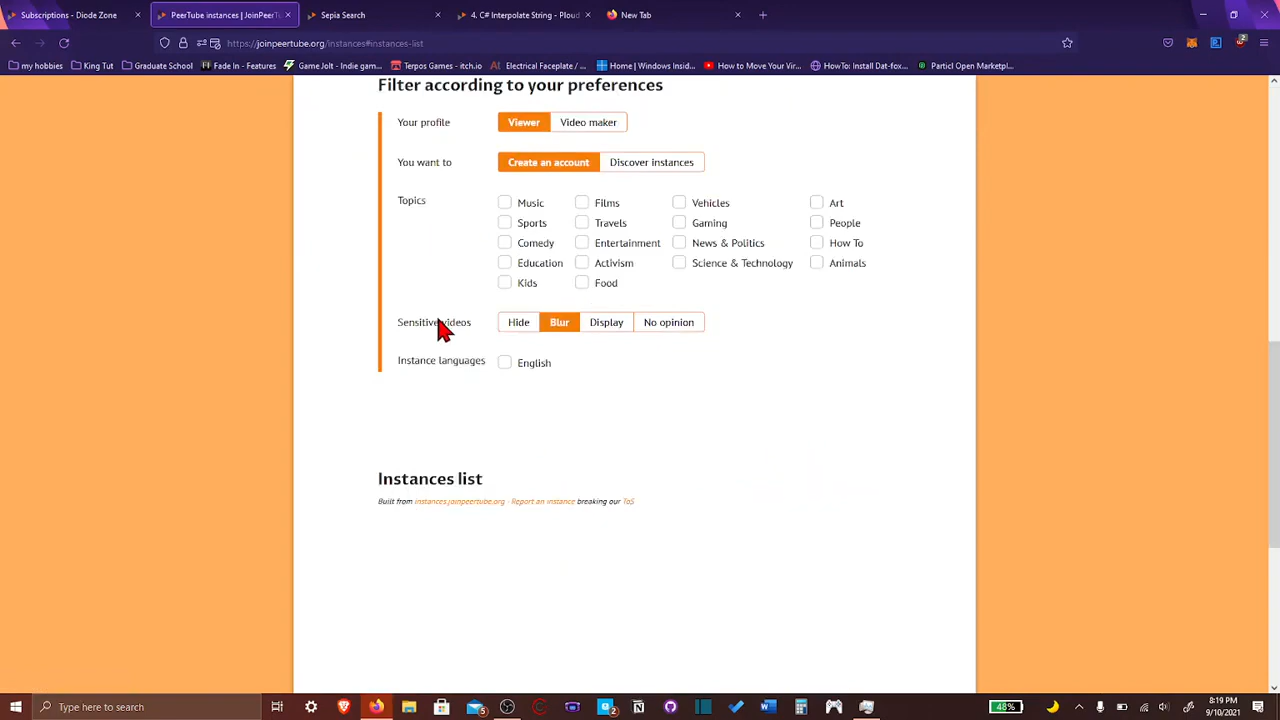 Subscriptions - Diode Zone
PeerTube instances | JoinPeerT
Sepia Search
4. C# Interpolate String - Ploud
New Tab
https://joinpeertube.org/instances#instances-list
my hobbies
King Tut
Graduate School
Fade In - Features
Game Jolt - Indie gam...
Terpos Games - itch.io
Electrical Faceplate / ...
Home | Windows Insid...
How to Move Your Vir...
HowTo: Install Dat-fox...
Particl Open Marketpl...
Filter according to your preferences
Your profile
Viewer
Video maker
You want to
Create an account
Discover instances
Topics
Music
Films
Vehicles
Art
Sports
Travels
Gaming
People
Comedy
Entertainment
News & Politics
How To
Education
Activism
Science & Technology
Animals
Kids
Food
Sensitive videos
Hide
Blur
Display
No opinion
Instance languages
English
Instances list
Built from instances.joinpeertube.org - Report an instance breaking our ToS
Type here to search
48%
8:19 PM
9/10/2021